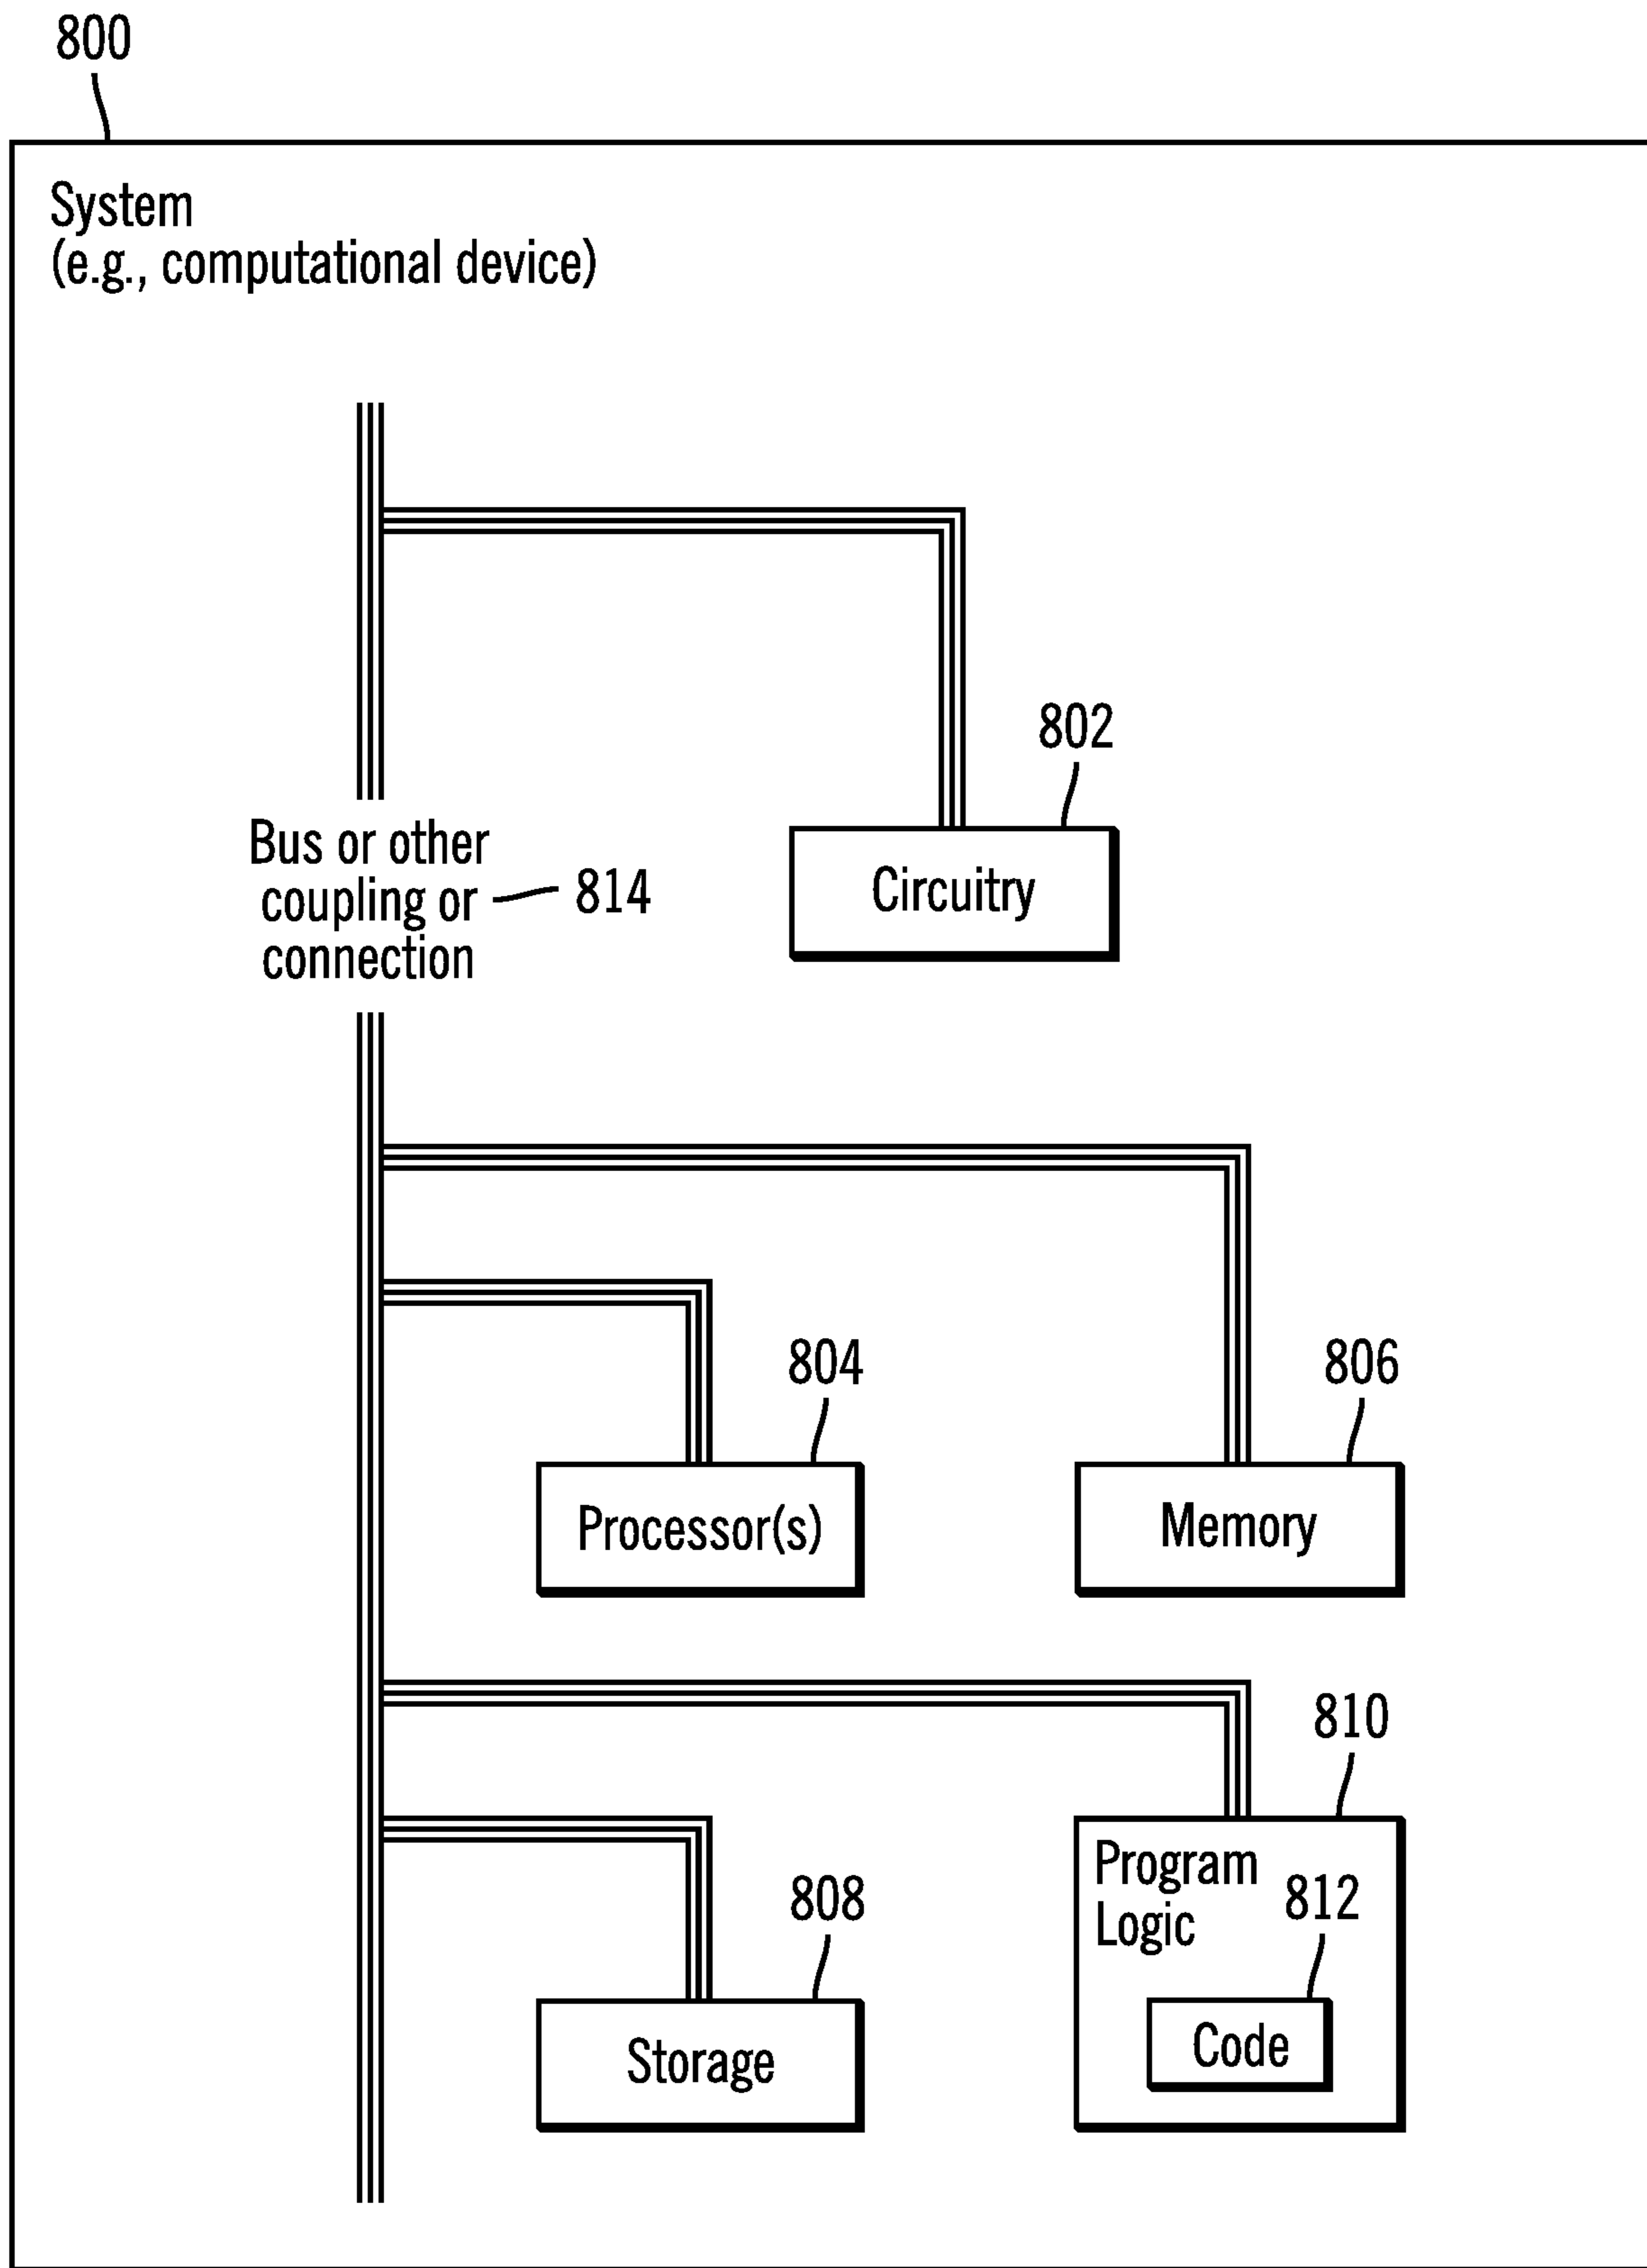 800
System
(e.g., computational device)
802
Bus or other
coupling or
connection
814
Circuitry
804
806
Processor(s)
Memory
810
Program
Logic
808
812
Storage
Code